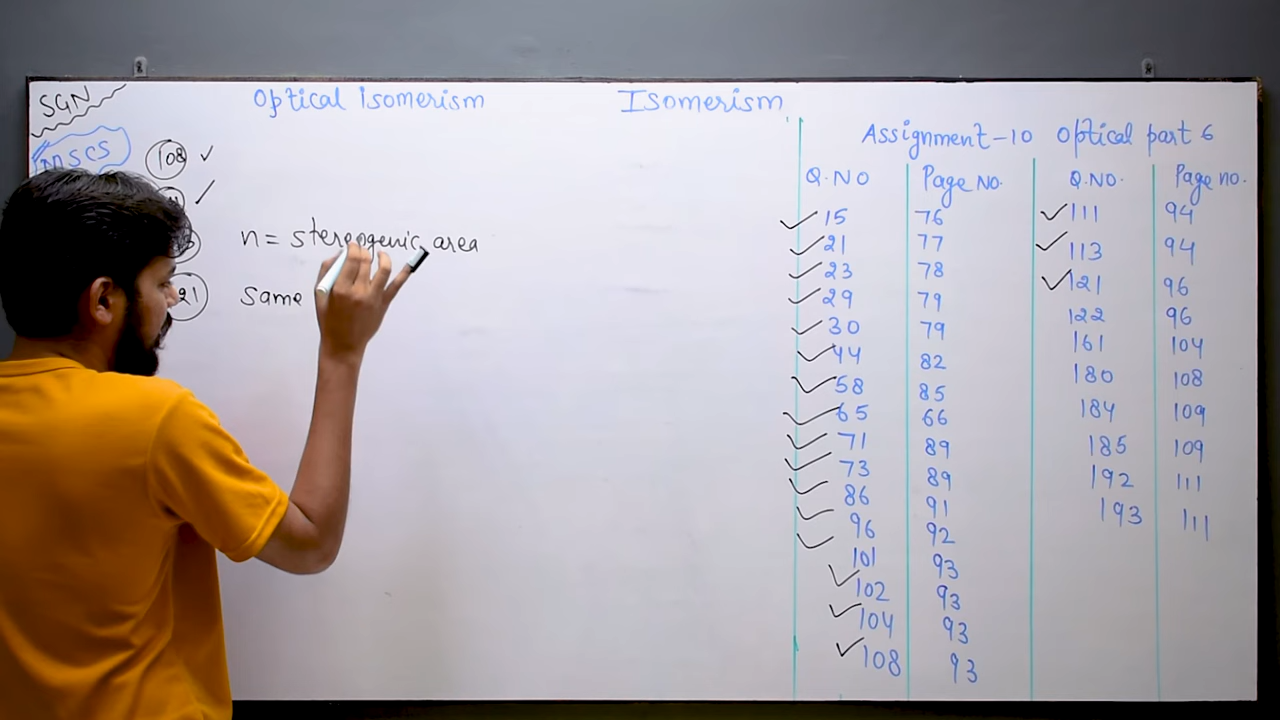 SGN
Optical Isomerism
Isomerism
MSCS
108
n = stereogenic area
same
Assignment-10 Optical part 6
Q.NO Page No. Q.NO. Page no.
15 76 111 94
21 77 113 94
23 78 121 96
29 79 122 96
30 79 161 104
44 82 180 108
58 85 184 109
65 66 185 109
71 89 192 111
73 89 193 111
86 91
96 92
101 93
102 93
104 93
108 93